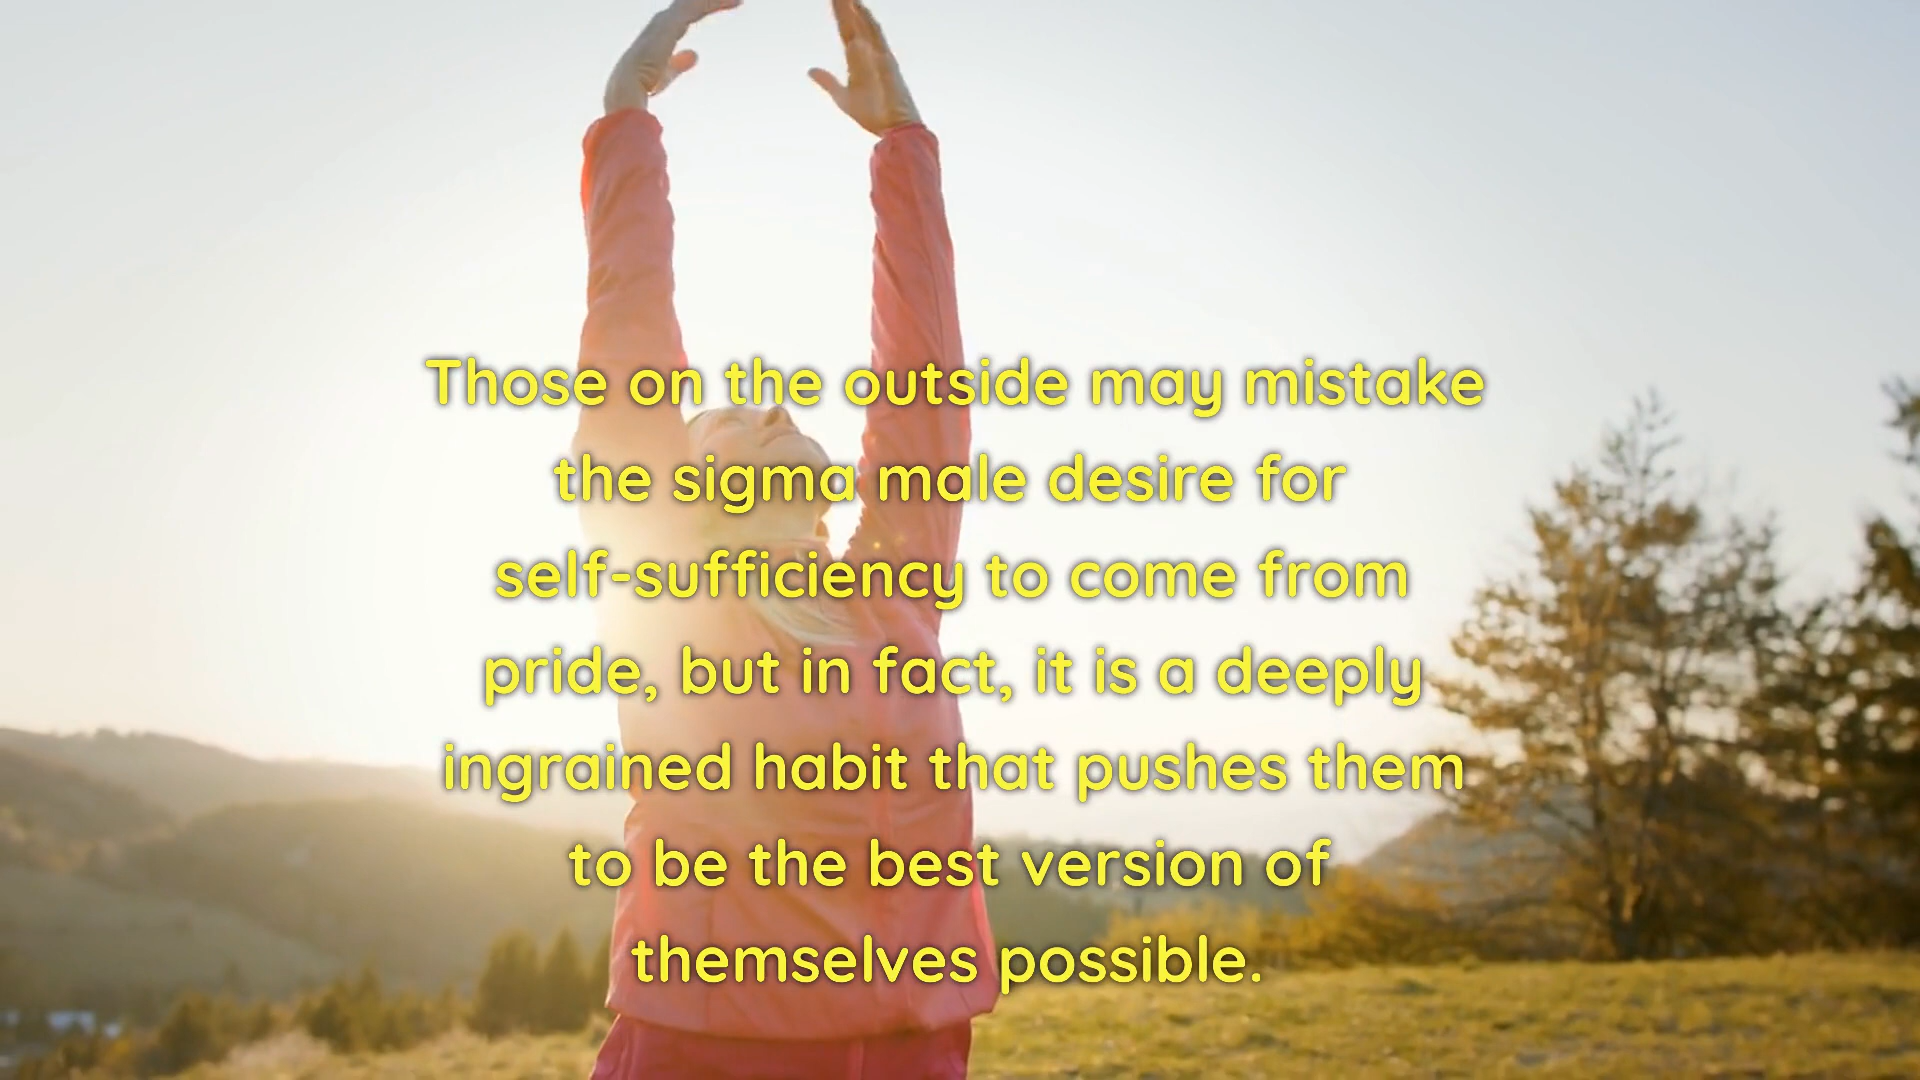 Those on the outside may mistake
the sigma male desire for
self-sufficiency to come from
pride, but in fact, it is a deeply
ingrained habit that pushes them
to be the best version of
themselves possible.